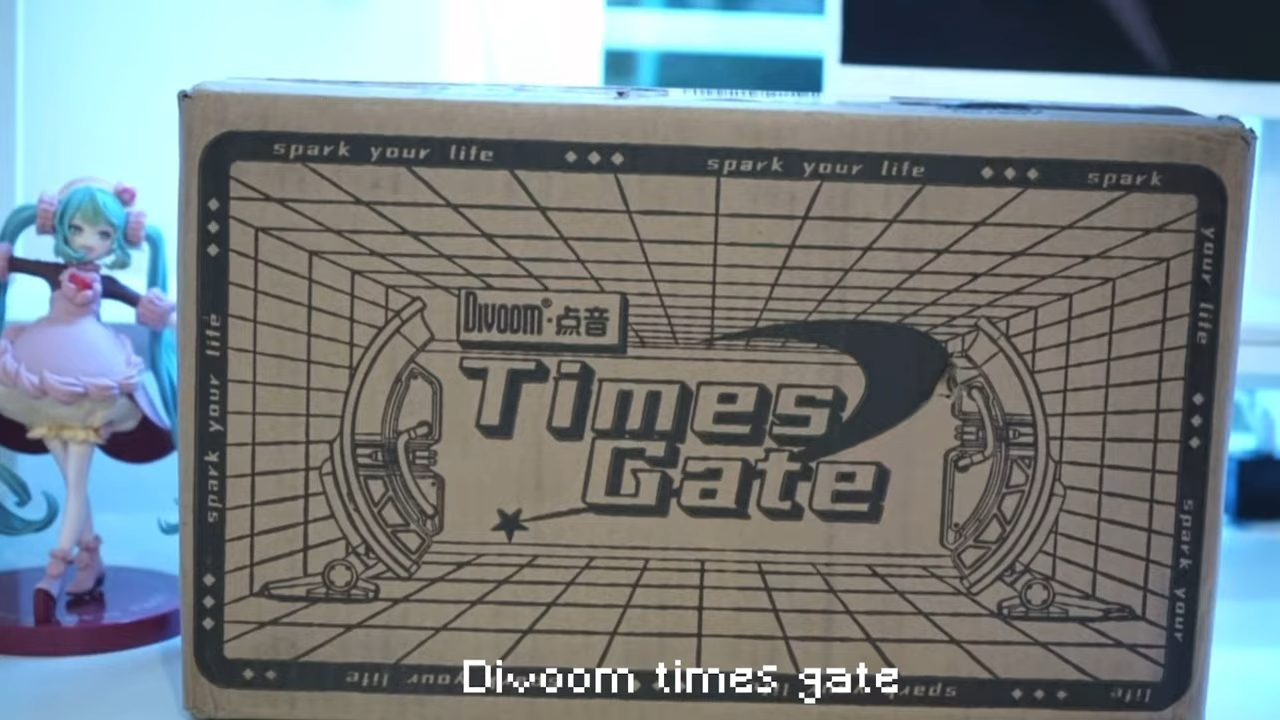 spark your life ♦♦♦ spark your life ♦♦♦ spark
your life ♦♦♦ spark your
spark your life
Divoom®·点音
Times
Gate
Divoom times gate
your life spark your life